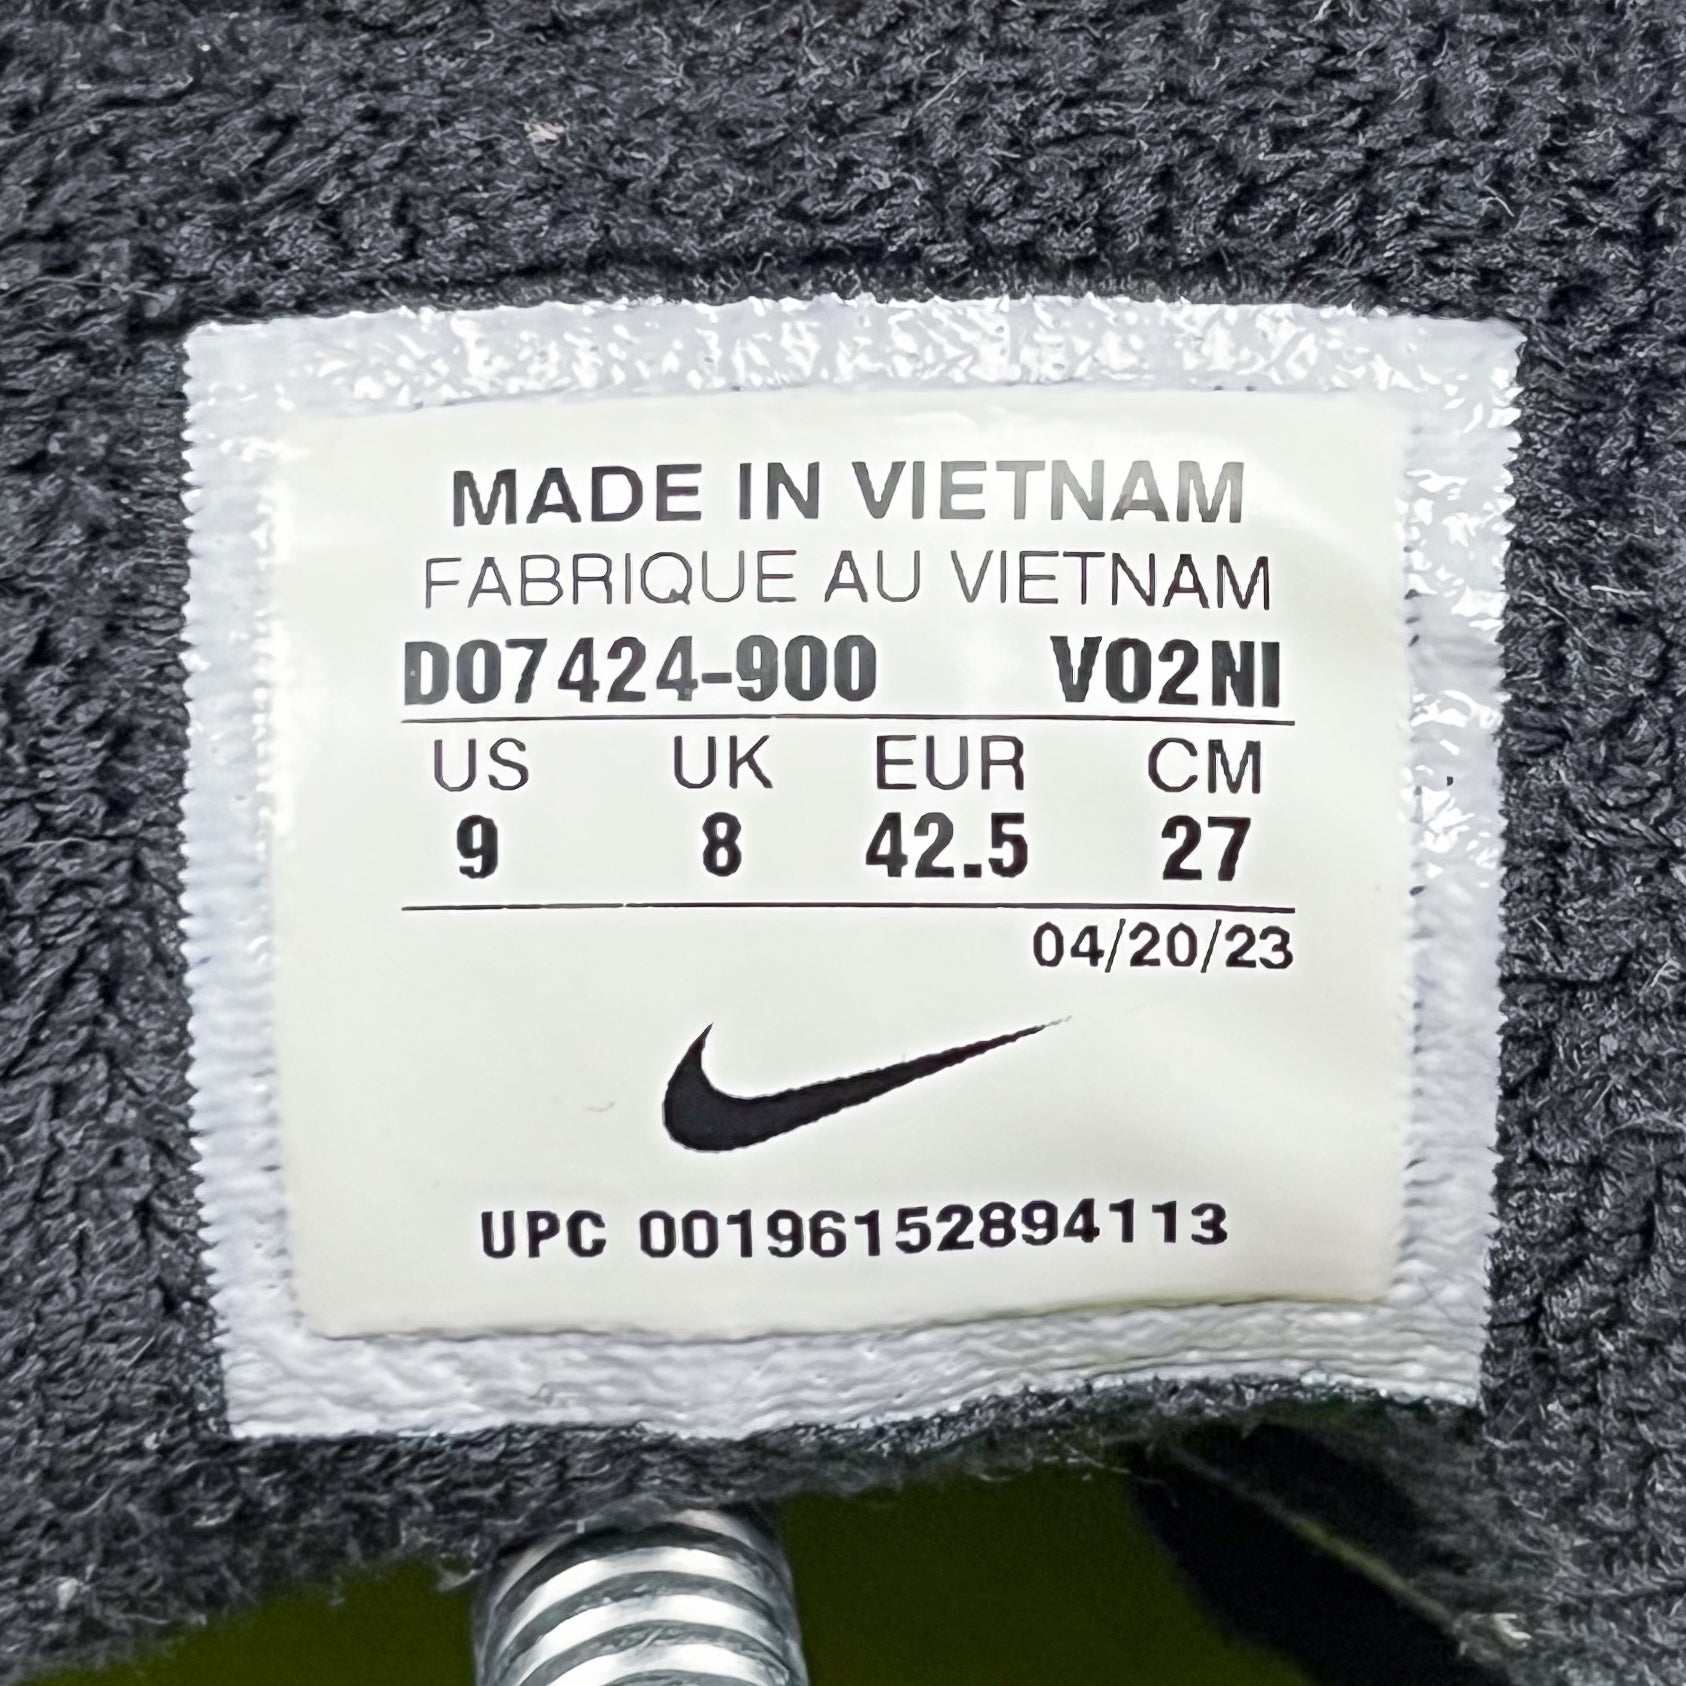 MADE IN VIETNAM
FABRIQUE AU VIETNAM
DO7424-900 VO2NI
US UK EUR CM
9 8 42.5 27
04/20/23
UPC 00196152894113